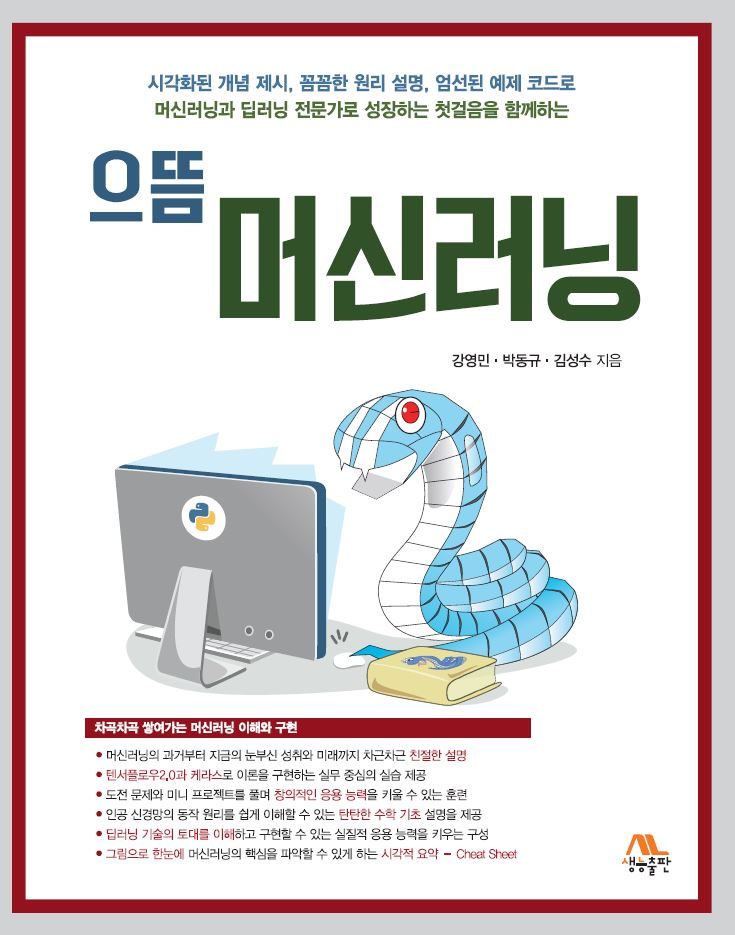 시각화된 개념 제시, 꼼꼼한 원리 설명, 엄선된 예제 코드로
머신러닝과 딥러닝 전문가로 성장하는 첫걸음을 함께하는
으뜸
머신러닝
강영민 · 박동규 · 김성수 지음
차곡차곡 쌓여가는 머신러닝 이해와 구현
• 머신러닝의 과거부터 지금의 눈부신 성취와 미래까지 차근차근 친절한 설명
• 텐서플로우2.0과 케라스로 이론을 구현하는 실무 중심의 실습 제공
• 도전 문제와 미니 프로젝트를 풀며 창의적인 응용 능력을 키울 수 있는 훈련
• 인공 신경망의 동작 원리를 쉽게 이해할 수 있는 탄탄한 수학 기초 설명을 제공
• 딥러닝 기술의 토대를 이해하고 구현할 수 있는 실질적 응용 능력을 키우는 구성
• 그림으로 한눈에 머신러닝의 핵심을 파악할 수 있게 하는 시각적 요약 – Cheat Sheet
생능출판